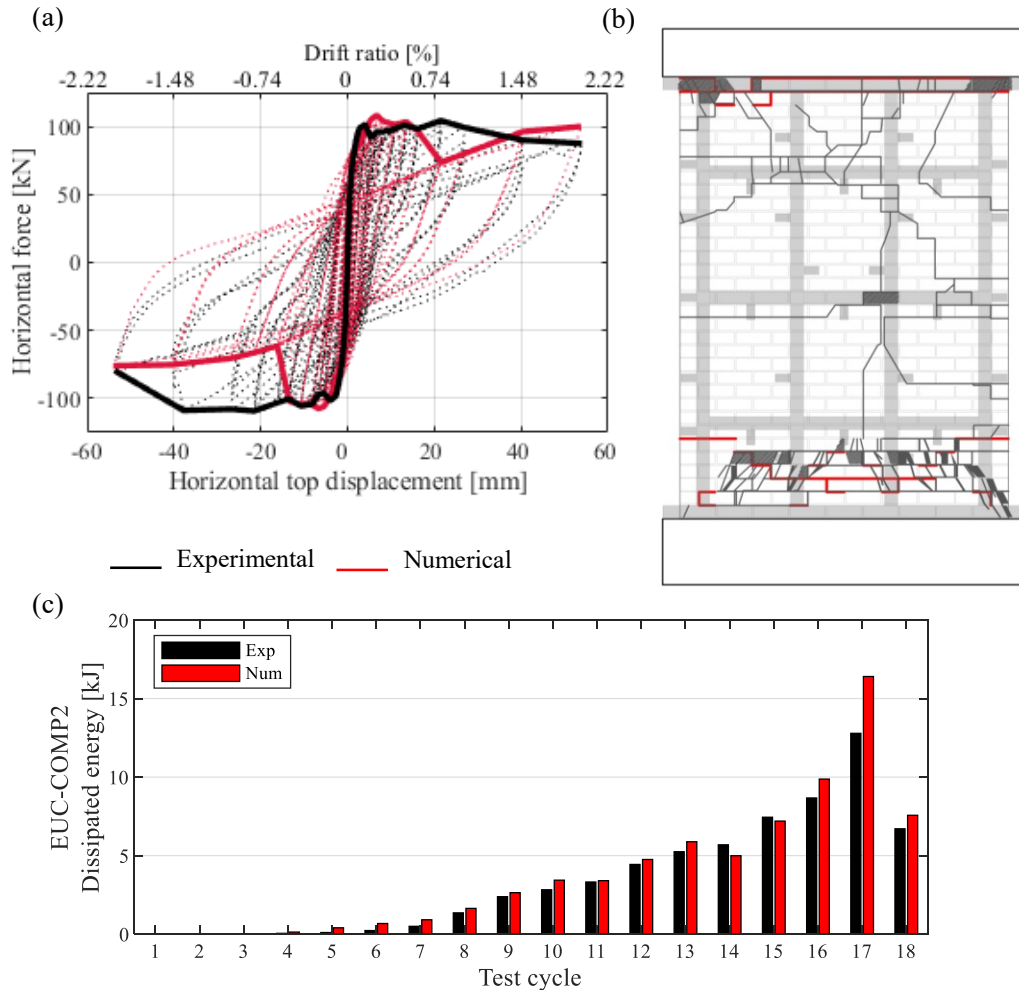 (a)
Drift ratio [%]
-2.22 -1.48 -0.74 0 0.74 1.48 2.22
100
50
0
-50
-100
Horizontal force [kN]
-60 -40 -20 0 20 40 60
Horizontal top displacement [mm]
Experimental Numerical
(b)
(c)
EUC-COMP2
Dissipated energy [kJ]
20
15
10
5
0
Exp
Num
1 2 3 4 5 6 7 8 9 10 11 12 13 14 15 16 17 18
Test cycle